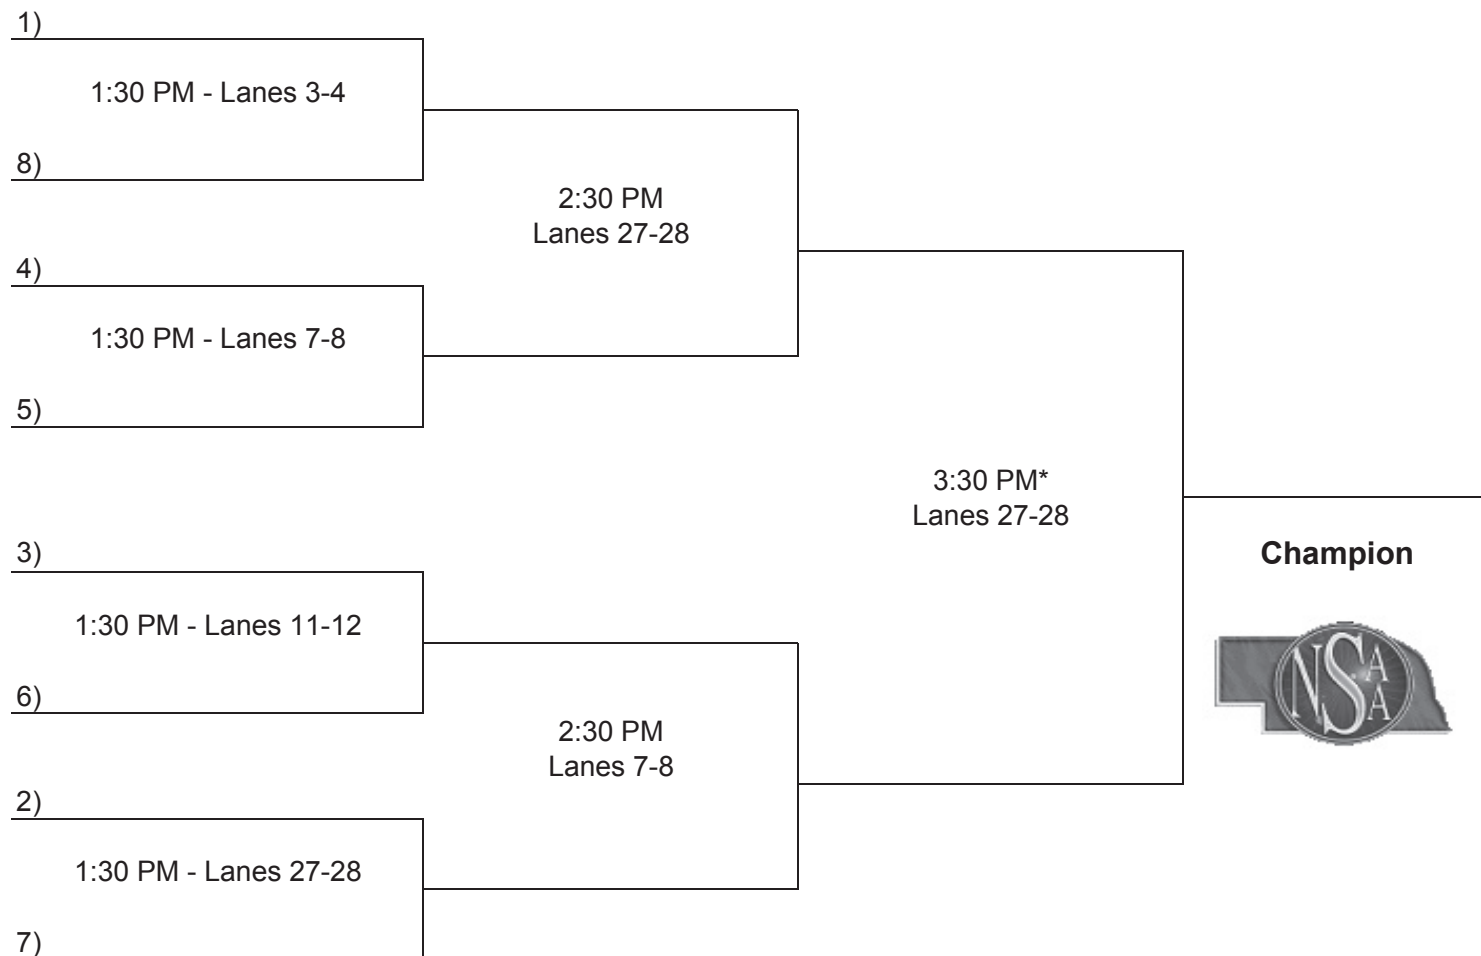 1)
1:30 PM - Lanes 3-4
8)
2:30 PM
Lanes 27-28
4)
1:30 PM - Lanes 7-8
5)
3:30 PM*
Lanes 27-28
Champion
3)
1:30 PM - Lanes 11-12
6)
2:30 PM
Lanes 7-8
2)
1:30 PM - Lanes 27-28
7)
NSAA